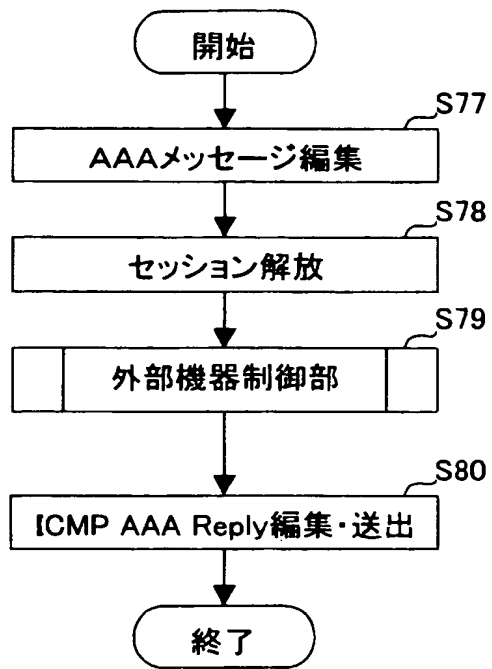 開始
S77
AAAメッセージ編集
S78
セッション解放
S79
外部機器制御部
S80
ICMP AAA Reply編集・送出
終了